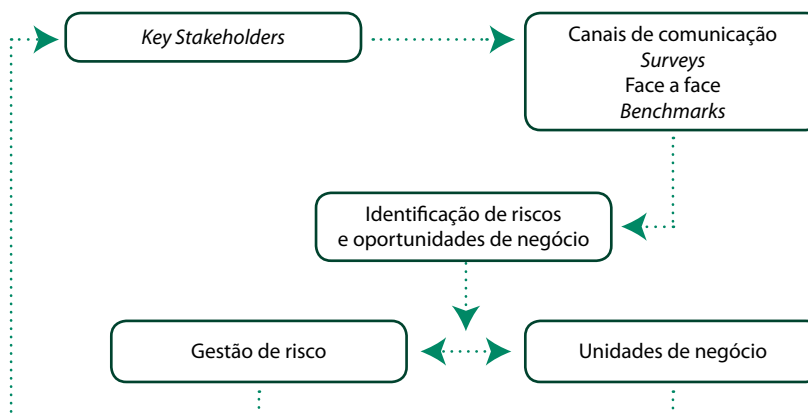 Key Stakeholders
Canais de comunicação
Surveys
Face a face
Benchmarks
Identificação de riscos
e oportunidades de negócio
Gestão de risco
Unidades de negócio